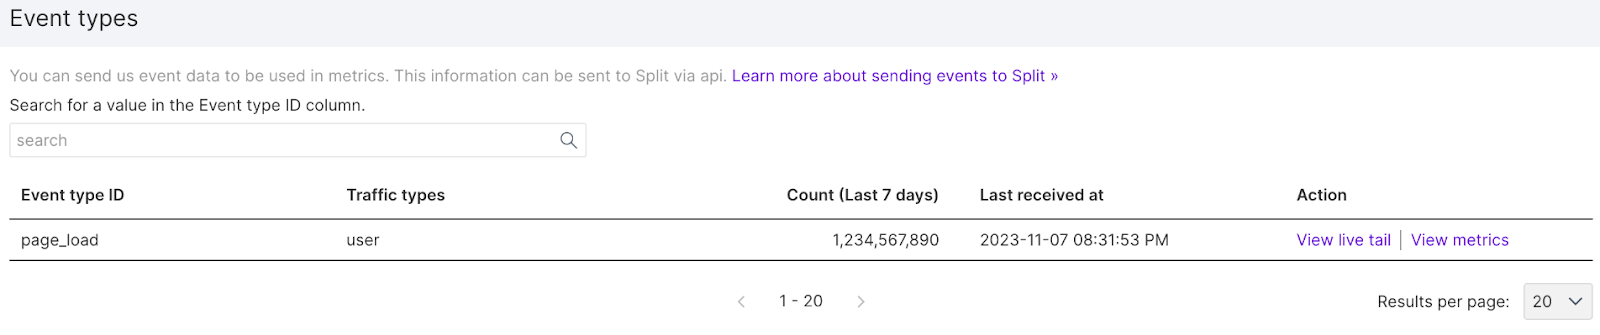 Event types
You can send us event data to be used in metrics. This information can be sent to Split via api. Learn more about sending events to Split »
Search for a value in the Event type ID column.
search
Event type ID Traffic types Count (Last 7 days) Last received at Action
page_load user 1,234,567,890 2023-11-07 08:31:53 PM View live tail | View metrics
1 - 20 Results per page: 20